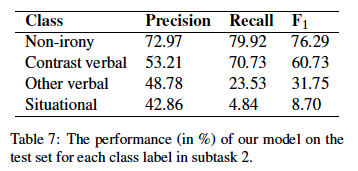 Class Precision Recall F1
Non-irony 72.97 79.92 76.29
Contrast verbal 53.21 70.73 60.73
Other verbal 48.78 23.53 31.75
Situational 42.86 4.84 8.70
Table 7: The performance (in %) of our model on the
test set for each class label in subtask 2.